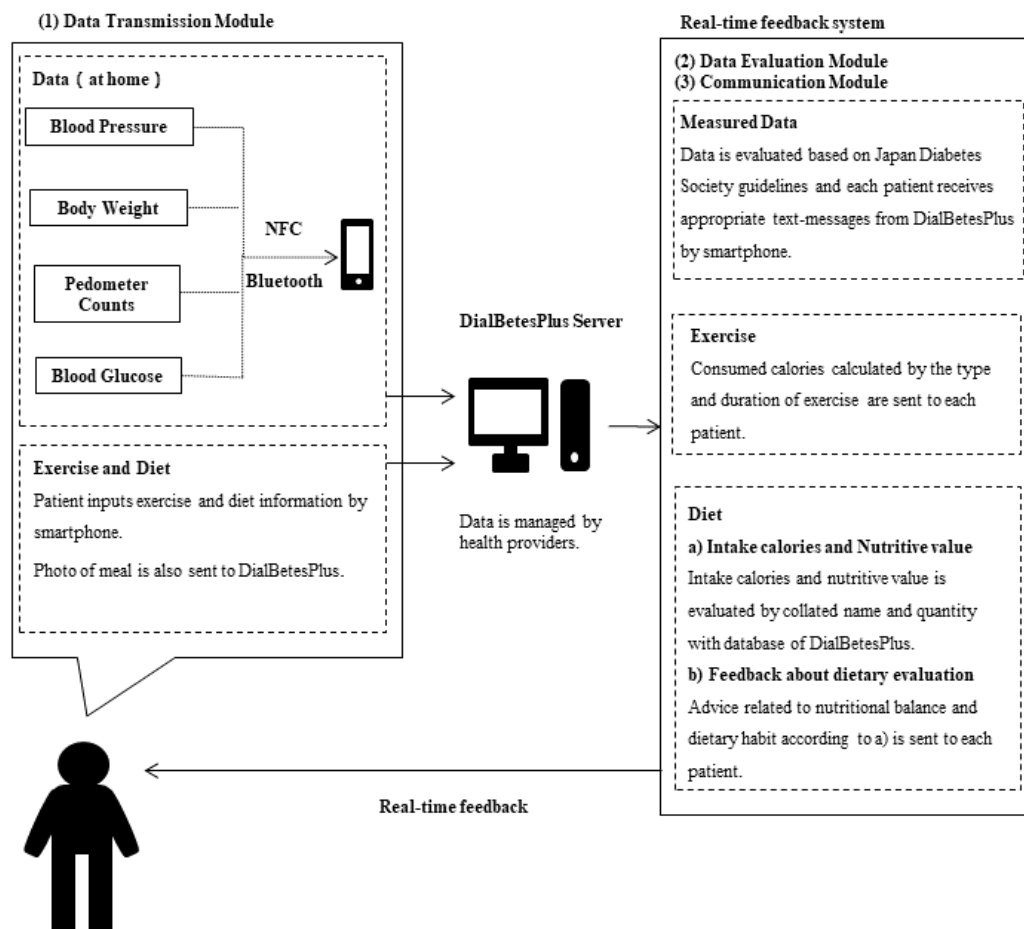 (1) Data Transmission Module
Data ( at home )
Blood Pressure
Body Weight
Pedometer
Counts
Blood Glucose
NFC
Bluetooth
Exercise and Diet
Patient inputs exercise and diet information by
smartphone.
Photo of meal is also sent to DialBetesPlus.
DialBetesPlus Server
Data is managed by
health providers.
Real-time feedback system
(2) Data Evaluation Module
(3) Communication Module
Measured Data
Data is evaluated based on Japan Diabetes
Society guidelines and each patient receives
appropriate text-messages from DialBetesPlus
by smartphone.
Exercise
Consumed calories calculated by the type
and duration of exercise are sent to each
patient.
Diet
a) Intake calories and Nutritive value
Intake calories and nutritive value is
evaluated by collated name and quantity
with database of DialBetesPlus.
b) Feedback about dietary evaluation
Advice related to nutritional balance and
dietary habit according to a) is sent to each
patient.
Real-time feedback